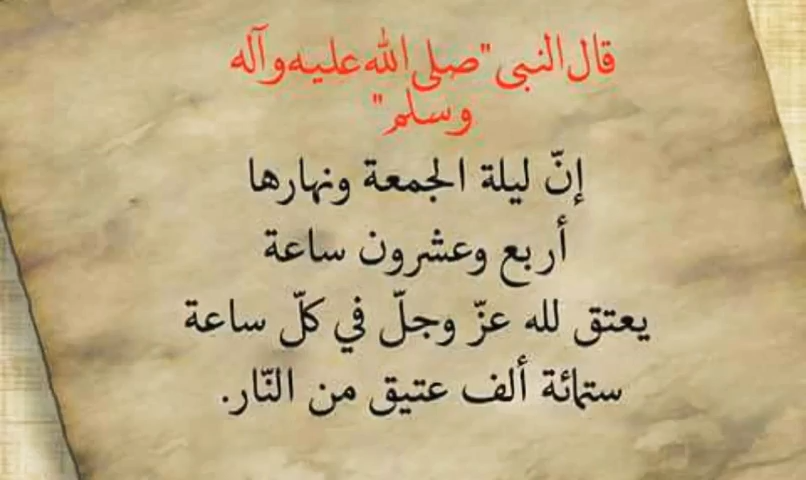 قال النبي "صلى الله عليه وآله
وسلم"
إنّ ليلة الجمعة ونهارها
أربع وعشرون ساعة
يعتق لله عزّ وجلّ في كلّ ساعة
ستمائة ألف عتيق من النّار.